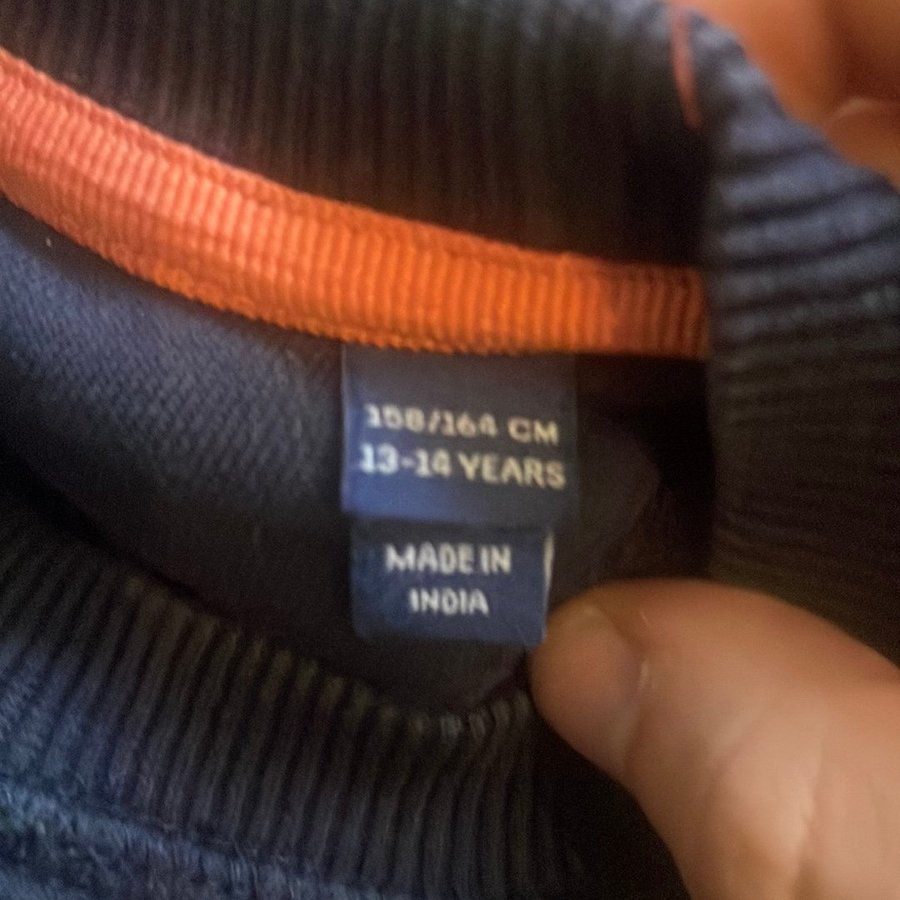 158/164 CM
13-14 YEARS
MADE IN
INDIA